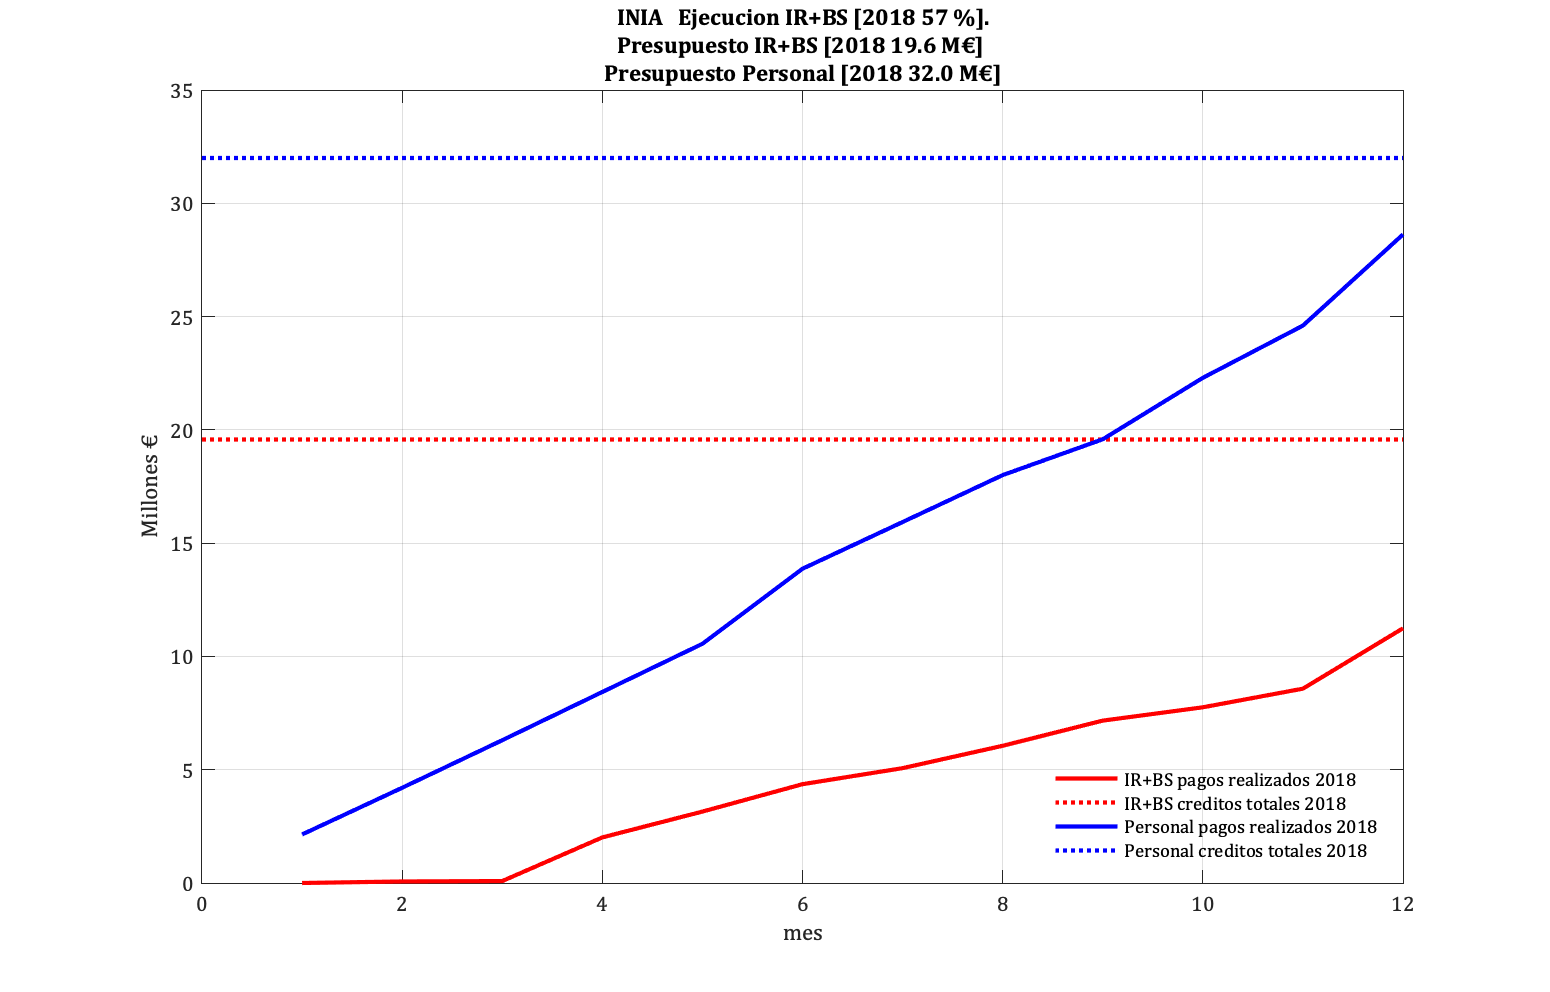 INIA Ejecucion IR+BS [2018 57 %].
Presupuesto IR+BS [2018 19.6 M€]
Presupuesto Personal [2018 32.0 M€]
35
30
25
20
15
10
5
0
Millones €
0 2 4 6 8 10 12
mes
IR+BS pagos realizados 2018
IR+BS creditos totales 2018
Personal pagos realizados 2018
Personal creditos totales 2018